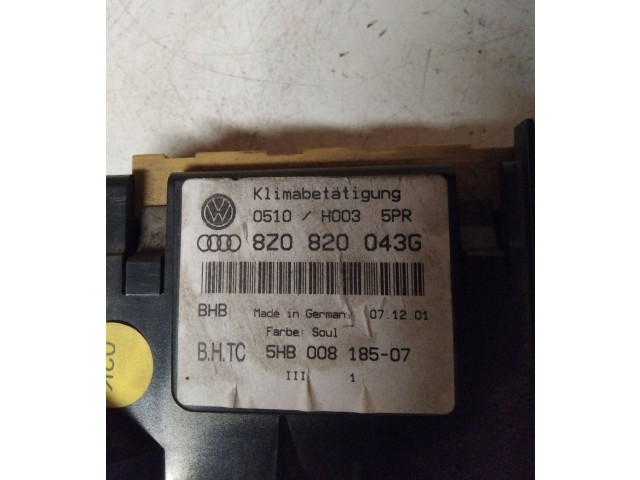 Klimabetätigung
0510 / H003 5PR
8Z0 820 043G
BHB Made in Germany 07.12.01
Farbe: Soul
B.H.TC 5HB 008 185-07
III 1